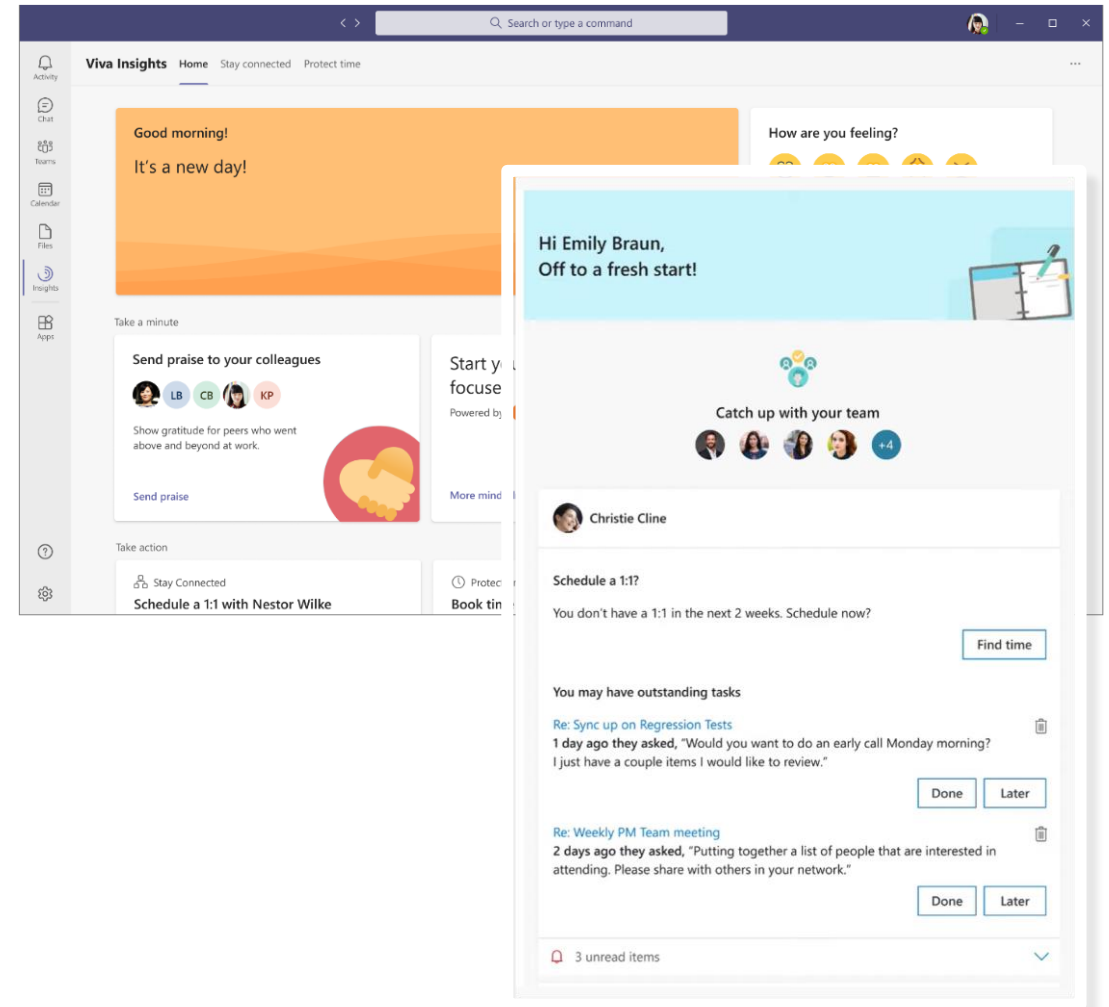 Search or type a command
Activity
Chat
Teams
Calendar
Files
Insights
Apps
Viva Insights Home Stay connected Protect time
Good morning!
It's a new day!
How are you feeling?
Take a minute
Send praise to your colleagues
LB CB KP
Show gratitude for peers who went
above and beyond at work.
Send praise
Start
focuse
Powered by
More mind
Take action
Stay Connected
Schedule a 1:1 with Nestor Wilke
Protec
Book tin
Hi Emily Braun,
Off to a fresh start!
Catch up with your team
+4
Christie Cline
Schedule a 1:1?
You don't have a 1:1 in the next 2 weeks. Schedule now?
Find time
You may have outstanding tasks
Re: Sync up on Regression Tests
1 day ago they asked, "Would you want to do an early call Monday morning?
I just have a couple items I would like to review."
Done Later
Re: Weekly PM Team meeting
2 days ago they asked, "Putting together a list of people that are interested in
attending. Please share with others in your network."
Done Later
3 unread items